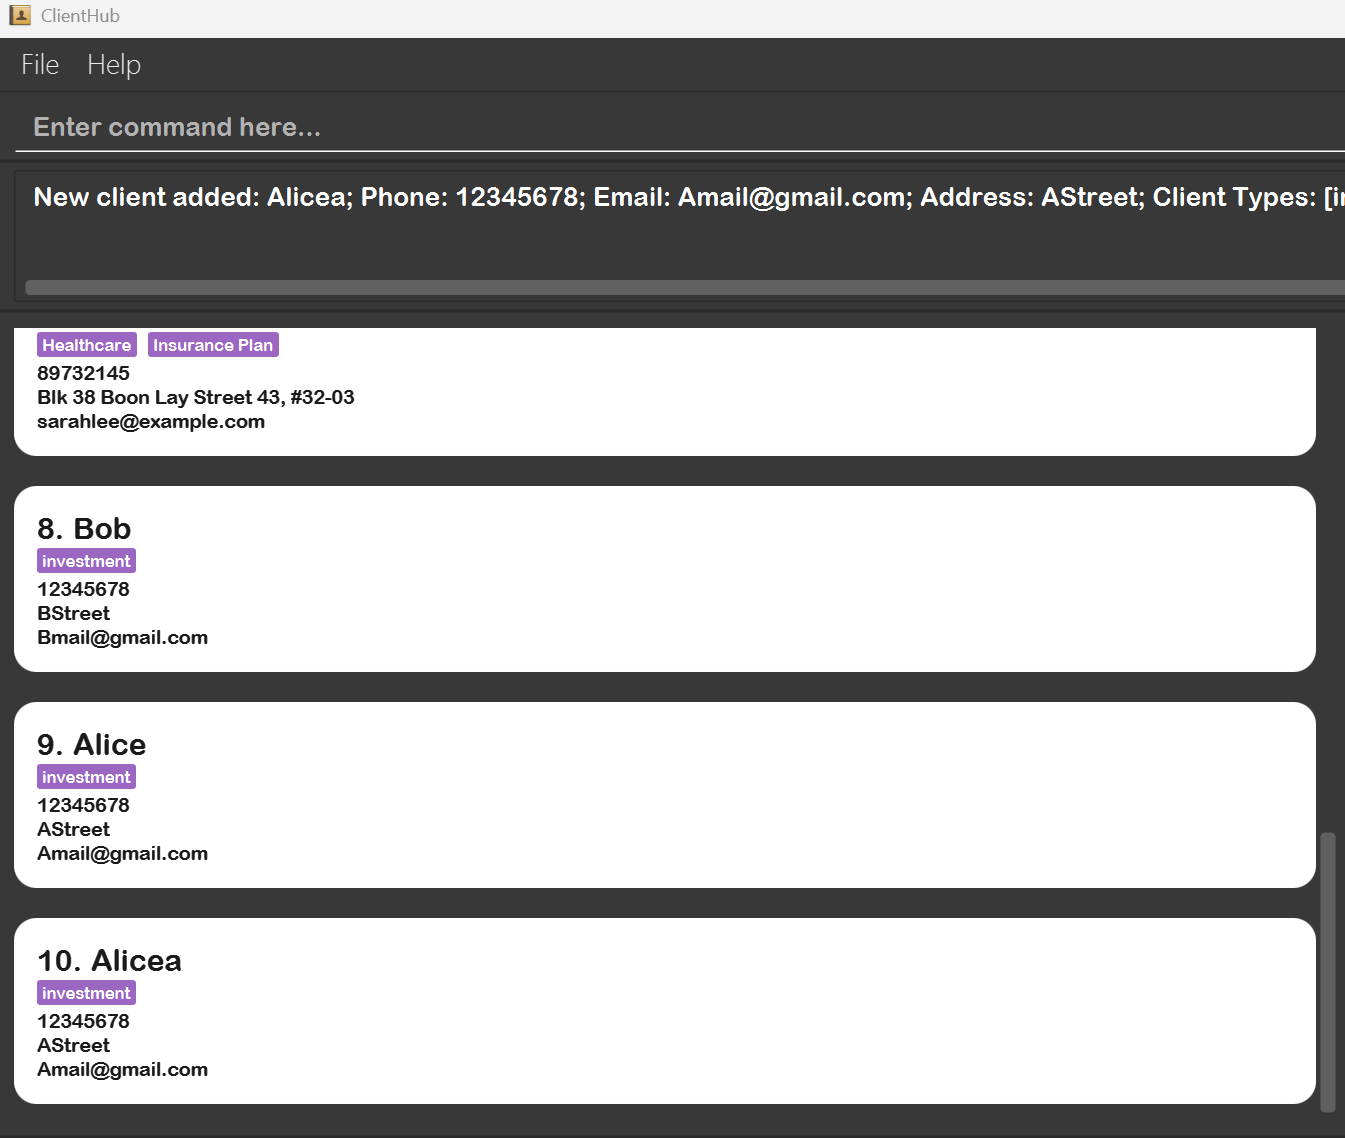 ClientHub
File Help
Enter command here...
New client added: Alicea; Phone: 12345678; Email: Amail@gmail.com; Address: AStreet; Client Types: [in
Healthcare Insurance Plan
89732145
Blk 38 Boon Lay Street 43, #32-03
sarahlee@example.com
8. Bob
investment
12345678
BStreet
Bmail@gmail.com
9. Alice
investment
12345678
AStreet
Amail@gmail.com
10. Alicea
investment
12345678
AStreet
Amail@gmail.com